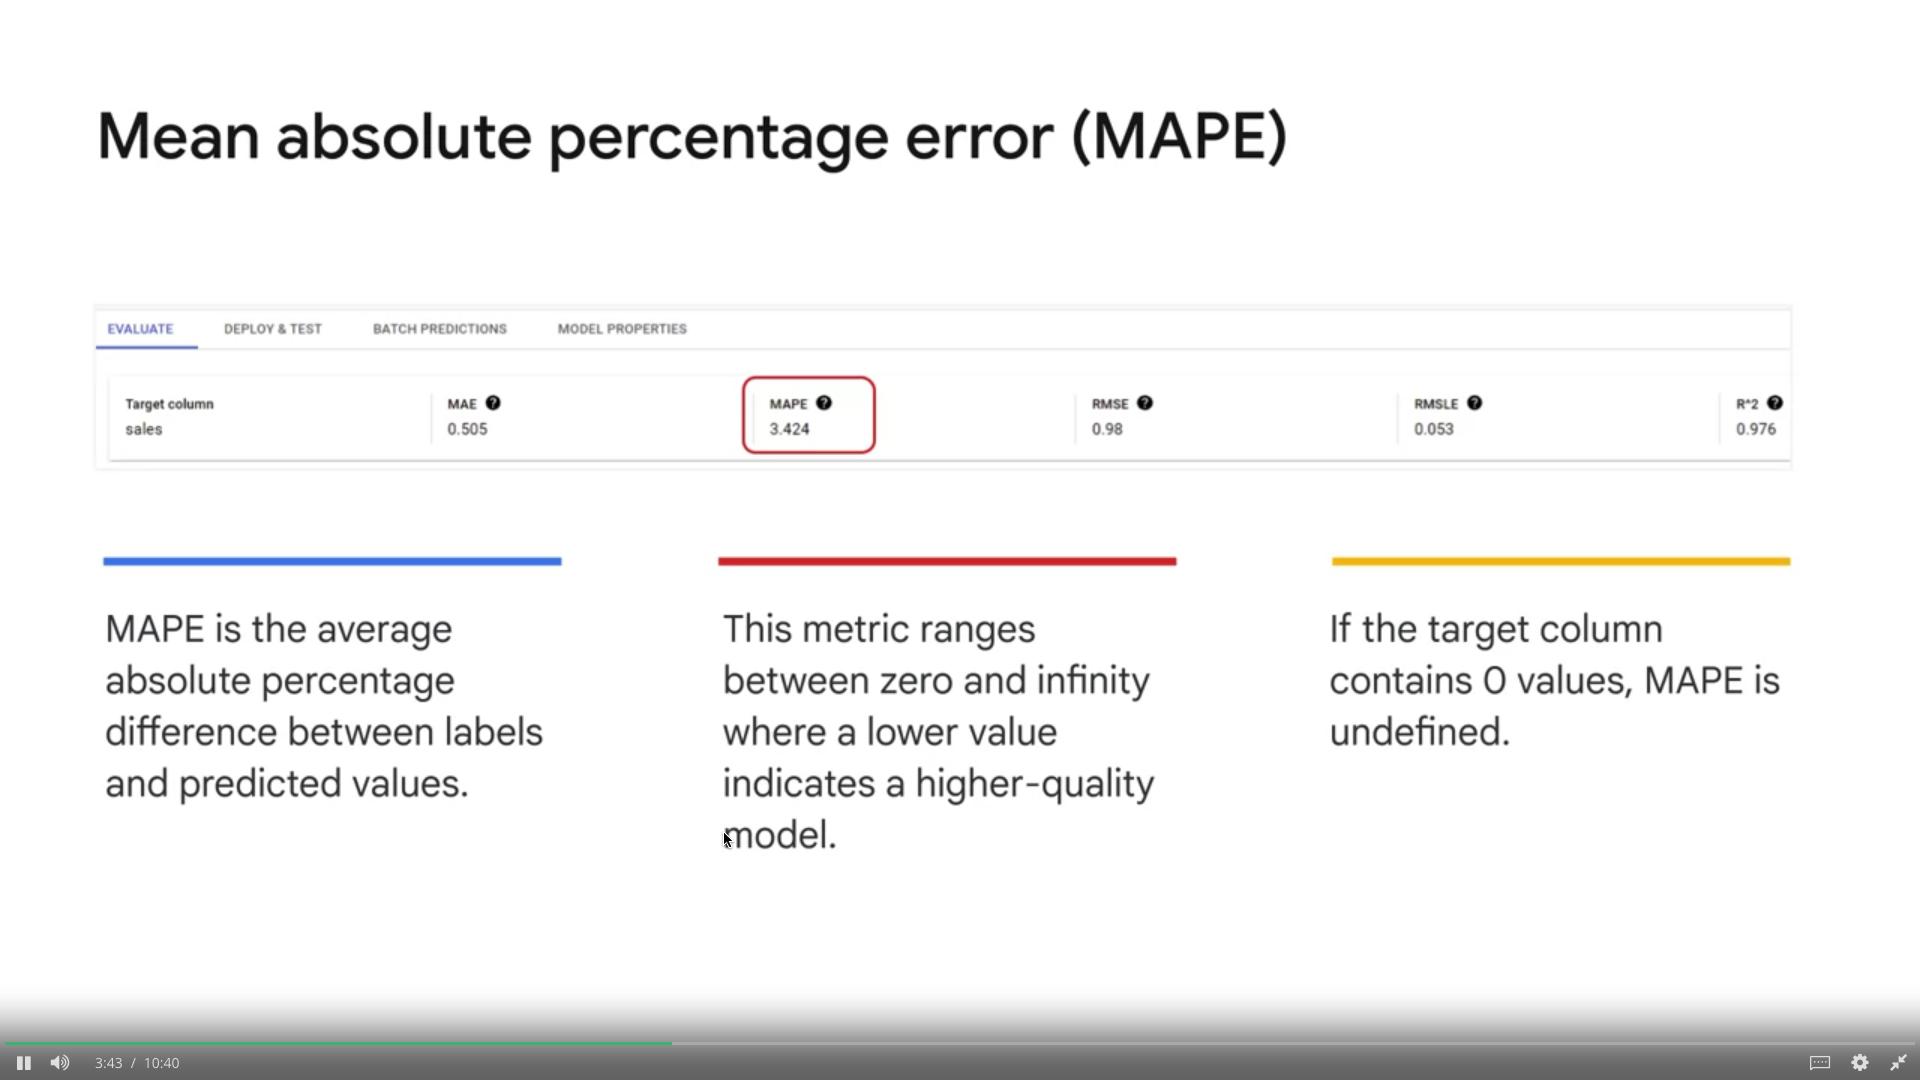 Mean absolute percentage error (MAPE)
EVALUATE DEPLOY & TEST BATCH PREDICTIONS MODEL PROPERTIES
Target column MAE ? MAPE ? RMSE ? RMSLE ? R^2 ?
sales 0.505 3.424 0.98 0.053 0.976
MAPE is the average
absolute percentage
difference between labels
and predicted values.
This metric ranges
between zero and infinity
where a lower value
indicates a higher-quality
model.
If the target column
contains 0 values, MAPE is
undefined.
3:43 / 10:40